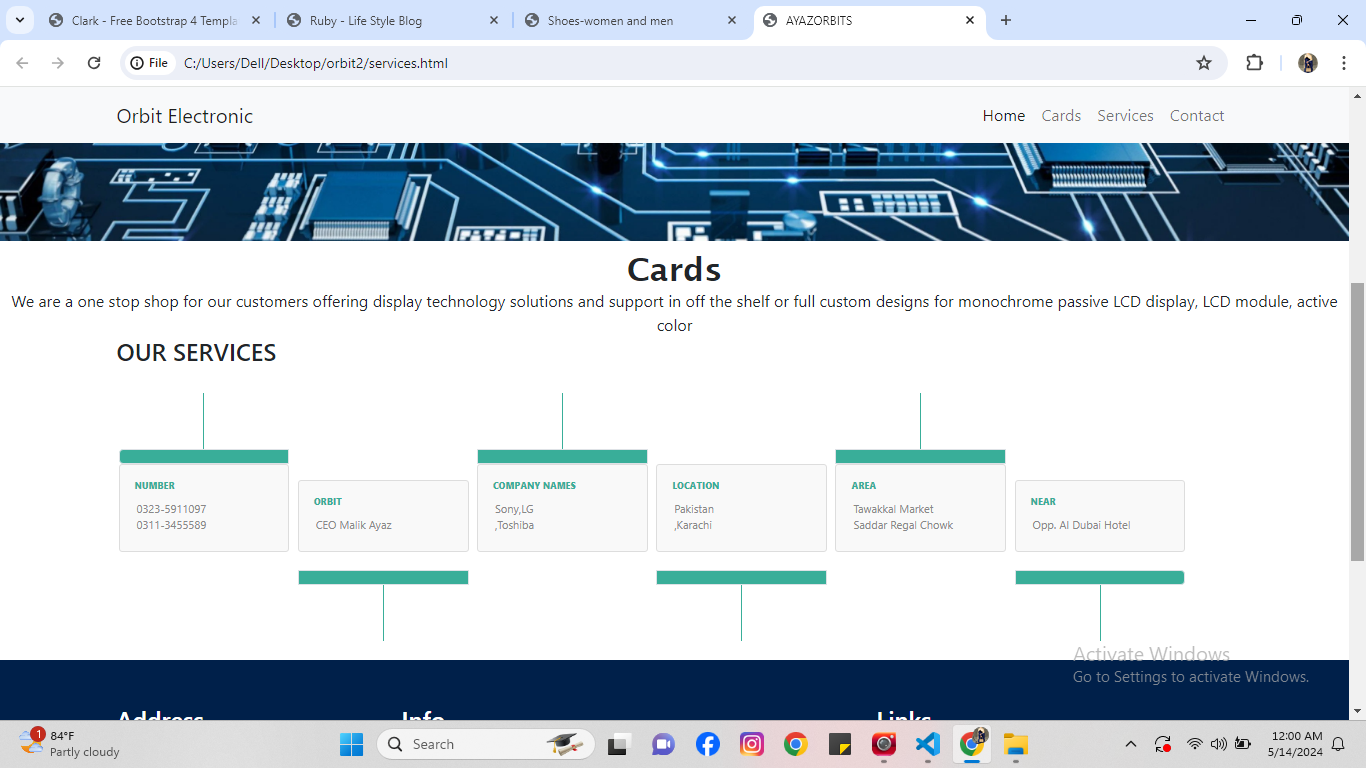 Clark - Free Bootstrap 4 Templa
Ruby - Life Style Blog
Shoes-women and men
AYAZORBITS
File
C:/Users/Dell/Desktop/orbit2/services.html
Orbit Electronic
Home
Cards
Services
Contact
Cards
We are a one stop shop for our customers offering display technology solutions and support in off the shelf or full custom designs for monochrome passive LCD display, LCD module, active
color
OUR SERVICES
NUMBER
0323-5911097
0311-3455589
ORBIT
CEO Malik Ayaz
COMPANY NAMES
Sony,LG
,Toshiba
LOCATION
Pakistan
,Karachi
AREA
Tawakkal Market
Saddar Regal Chowk
NEAR
Opp. Al Dubai Hotel
Activate Windows
Go to Settings to activate Windows.
Address
Info
Links
1
84°F
Partly cloudy
Search
12:00 AM
5/14/2024